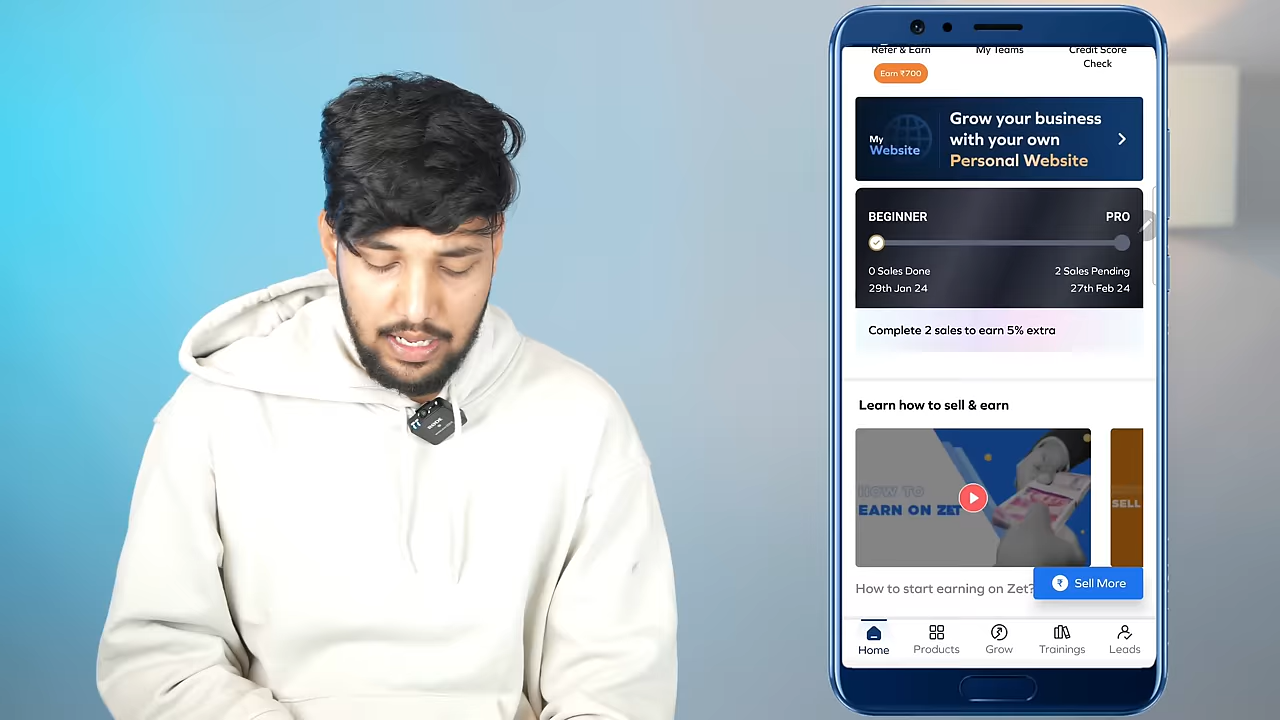 Refer & Earn
My Teams
Credit Score
Check
Earn ₹700
My
Website
Grow your business
with your own
Personal Website
BEGINNER
PRO
0 Sales Done
2 Sales Pending
29th Jan 24
27th Feb 24
Complete 2 sales to earn 5% extra
Learn how to sell & earn
HOW TO
EARN ON ZET
SELL
How to start earning on Zet?
₹ Sell More
Home
Products
Grow
Trainings
Leads